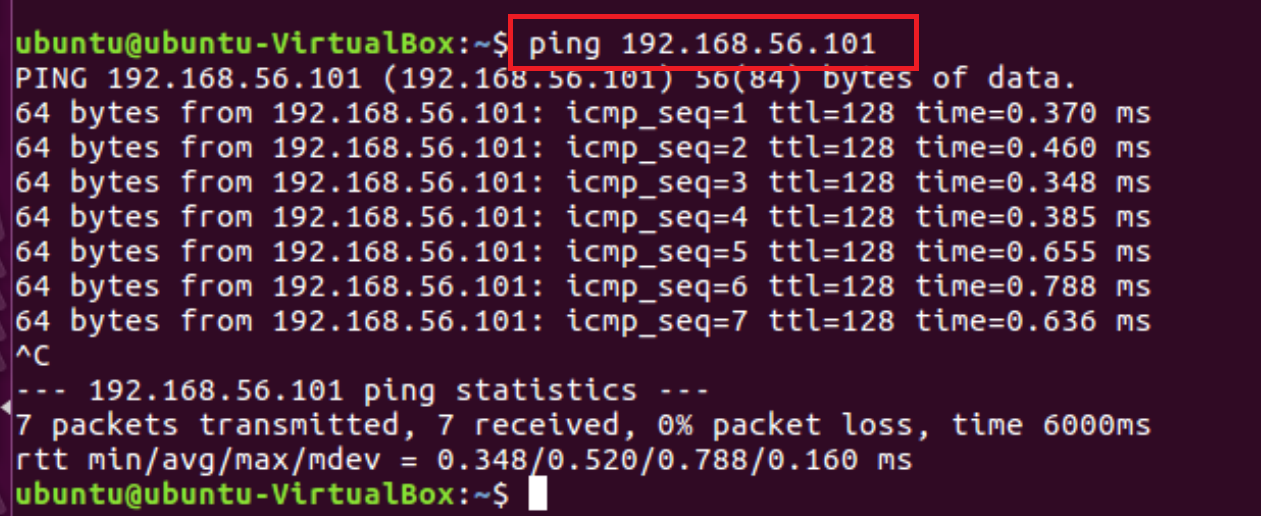 ubuntu@ubuntu-VirtualBox:~$ ping 192.168.56.101
PING 192.168.56.101 (192.168.56.101) 56(84) bytes of data.
64 bytes from 192.168.56.101: icmp_seq=1 ttl=128 time=0.370 ms
64 bytes from 192.168.56.101: icmp_seq=2 ttl=128 time=0.460 ms
64 bytes from 192.168.56.101: icmp_seq=3 ttl=128 time=0.348 ms
64 bytes from 192.168.56.101: icmp_seq=4 ttl=128 time=0.385 ms
64 bytes from 192.168.56.101: icmp_seq=5 ttl=128 time=0.655 ms
64 bytes from 192.168.56.101: icmp_seq=6 ttl=128 time=0.788 ms
64 bytes from 192.168.56.101: icmp_seq=7 ttl=128 time=0.636 ms
^C
--- 192.168.56.101 ping statistics ---
7 packets transmitted, 7 received, 0% packet loss, time 6000ms
rtt min/avg/max/mdev = 0.348/0.520/0.788/0.160 ms
ubuntu@ubuntu-VirtualBox:~$